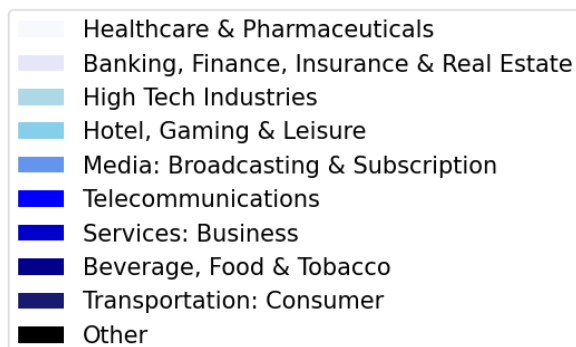 Healthcare & Pharmaceuticals
Banking, Finance, Insurance & Real Estate
High Tech Industries
Hotel, Gaming & Leisure
Media: Broadcasting & Subscription
Telecommunications
Services: Business
Beverage, Food & Tobacco
Transportation: Consumer
Other